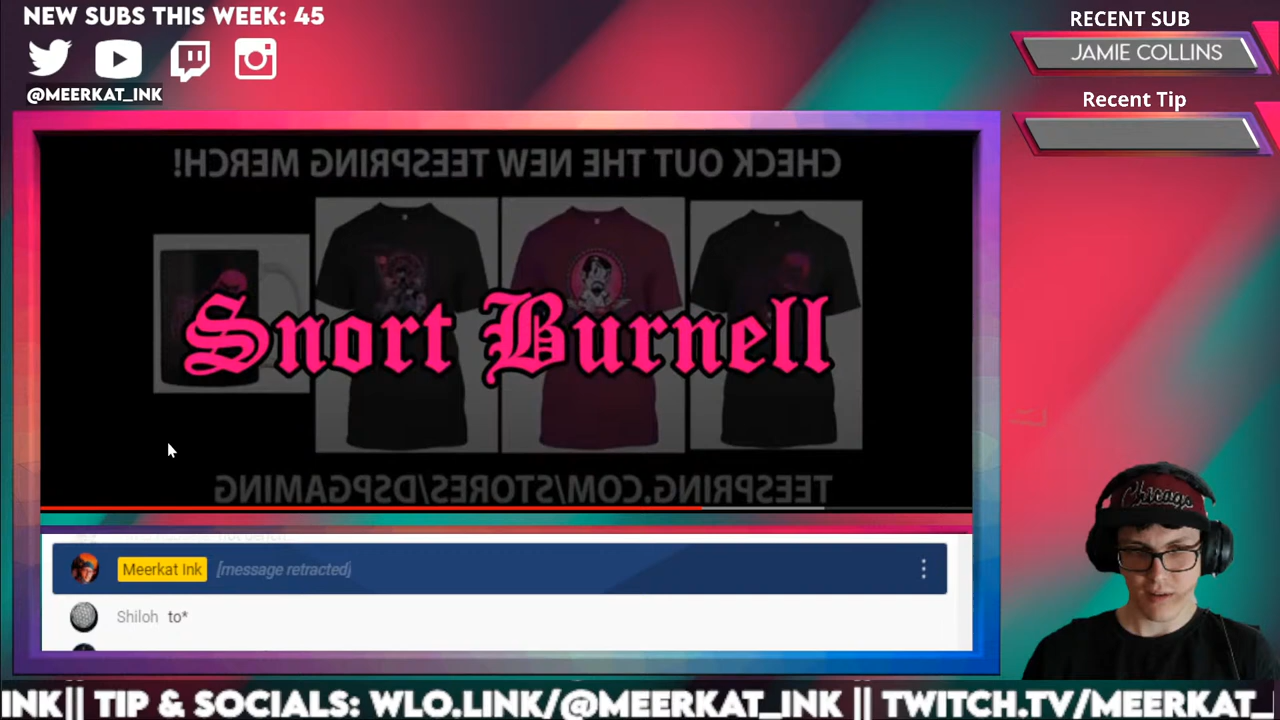 NEW SUBS THIS WEEK: 45
@MEERKAT_INK
RECENT SUB
JAMIE COLLINS
Recent Tip
CHECK OUT THE NEW TEESPRING MERCH!
Snort Burnell
TEESPRING.COM/STORES/DSPGAMING
Meerkat Ink [message retracted]
Shiloh to*
Chicago
INK|| TIP & SOCIALS: WLO.LINK/@MEERKAT_INK || TWITCH.TV/MEERKAT_